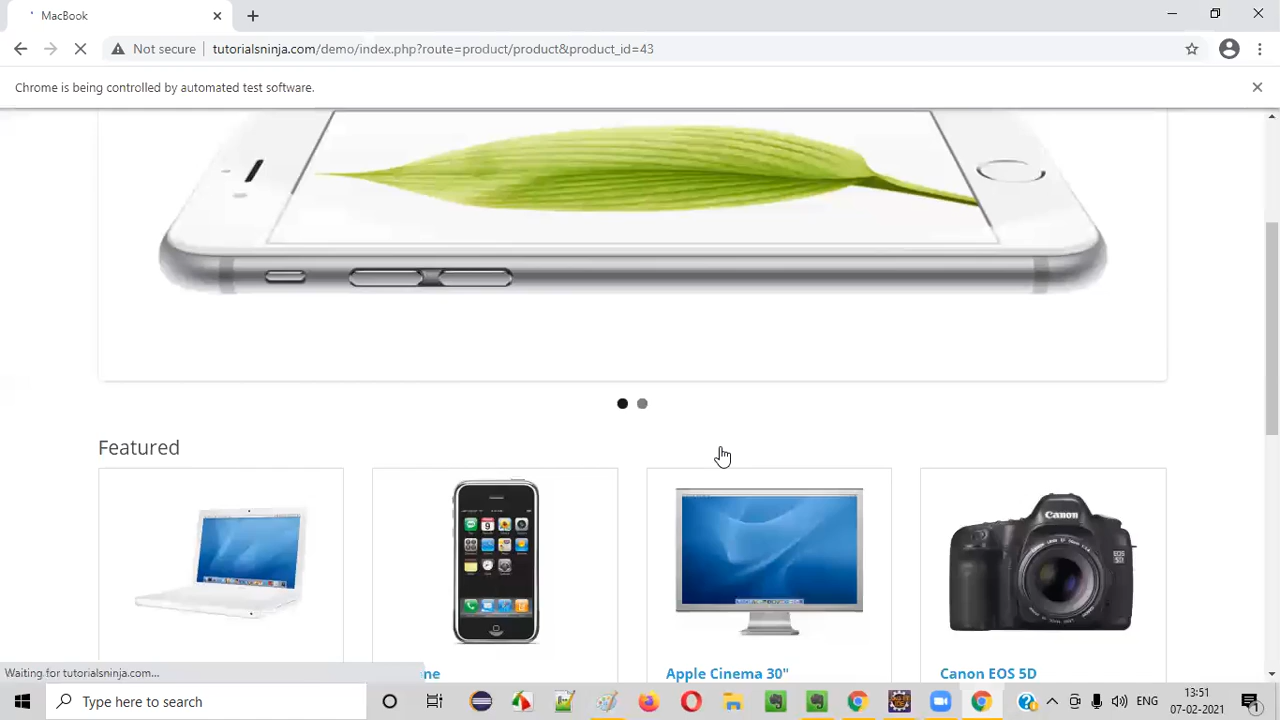 MacBook
Not secure
tutorialsninja.com/demo/index.php?route=product/product&product_id=43
Chrome is being controlled by automated test software.
Featured
Canon
Waiting for tutorialsninja.com...
ne
Apple Cinema 30"
Canon EOS 5D
Type here to search
ENG
3:51
07-02-2021